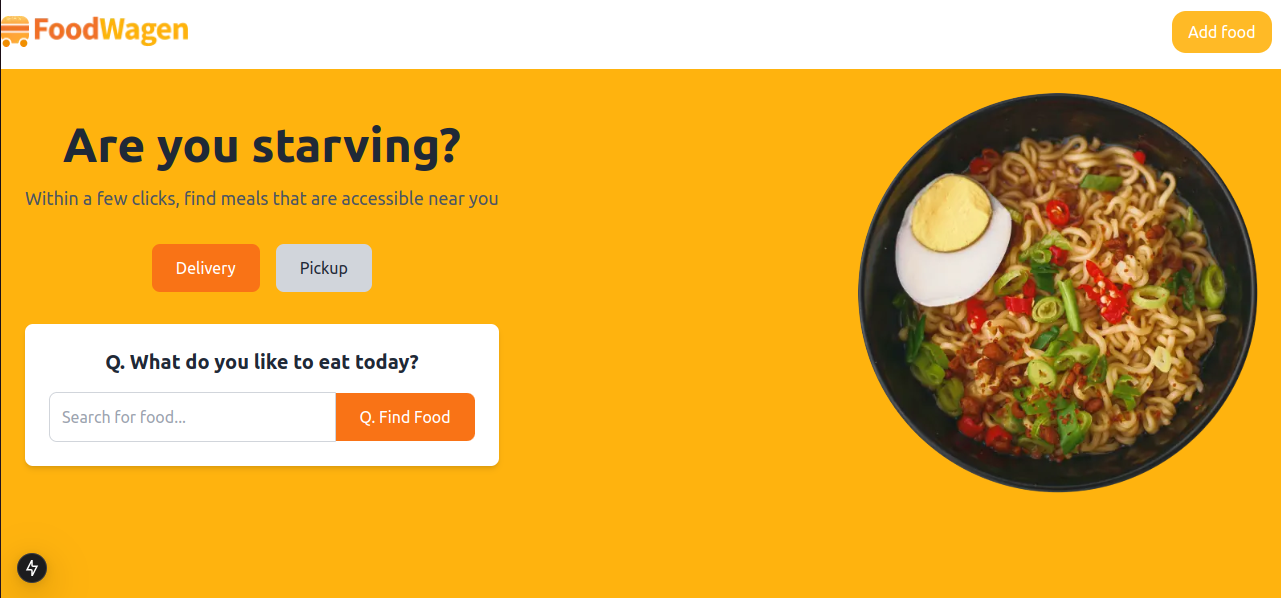 FoodWagen
Add food
Are you starving?
Within a few clicks, find meals that are accessible near you
Delivery
Pickup
Q. What do you like to eat today?
Search for food...
Q. Find Food